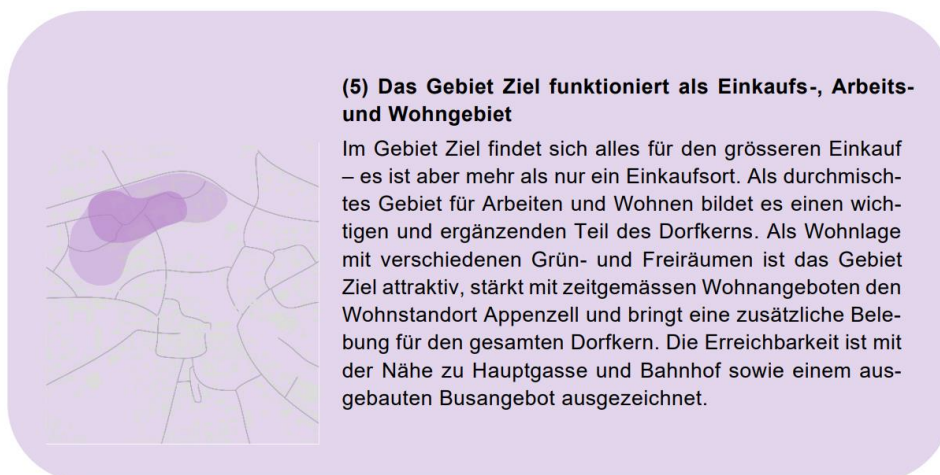 (5) Das Gebiet Ziel funktioniert als Einkaufs-, Arbeits-
und Wohngebiet
Im Gebiet Ziel findet sich alles für den grösseren Einkauf
– es ist aber mehr als nur ein Einkaufsort. Als durchmisch-
tes Gebiet für Arbeiten und Wohnen bildet es einen wich-
tigen und ergänzenden Teil des Dorfkerns. Als Wohnlage
mit verschiedenen Grün- und Freiräumen ist das Gebiet
Ziel attraktiv, stärkt mit zeitgemässen Wohnangeboten den
Wohnstandort Appenzell und bringt eine zusätzliche Bele-
bung für den gesamten Dorfkern. Die Erreichbarkeit ist mit
der Nähe zu Hauptgasse und Bahnhof sowie einem aus-
gebauten Busangebot ausgezeichnet.